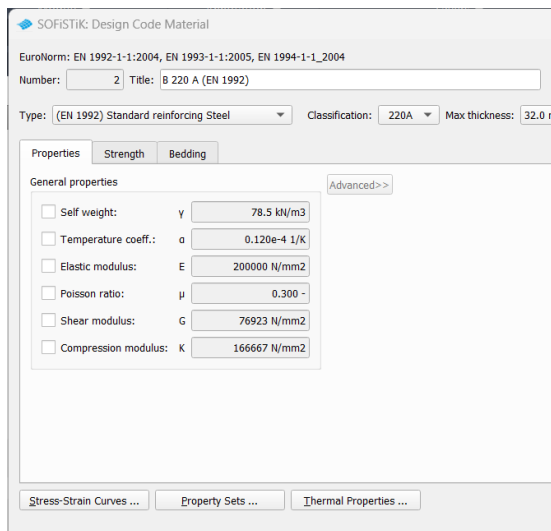 SOFiSTiK: Design Code Material
EuroNorm: EN 1992-1-1:2004, EN 1993-1-1:2005, EN 1994-1-1_2004
Number: 2 Title: B 220 A (EN 1992)
Type: (EN 1992) Standard reinforcing Steel Classification: 220A Max thickness: 32.0
Properties Strength Bedding
General properties Advanced>>
Self weight: γ 78.5 kN/m3
Temperature coeff.: α 0.120e-4 1/K
Elastic modulus: E 200000 N/mm2
Poisson ratio: μ 0.300 -
Shear modulus: G 76923 N/mm2
Compression modulus: K 166667 N/mm2
Stress-Strain Curves ... Property Sets ... Thermal Properties ...